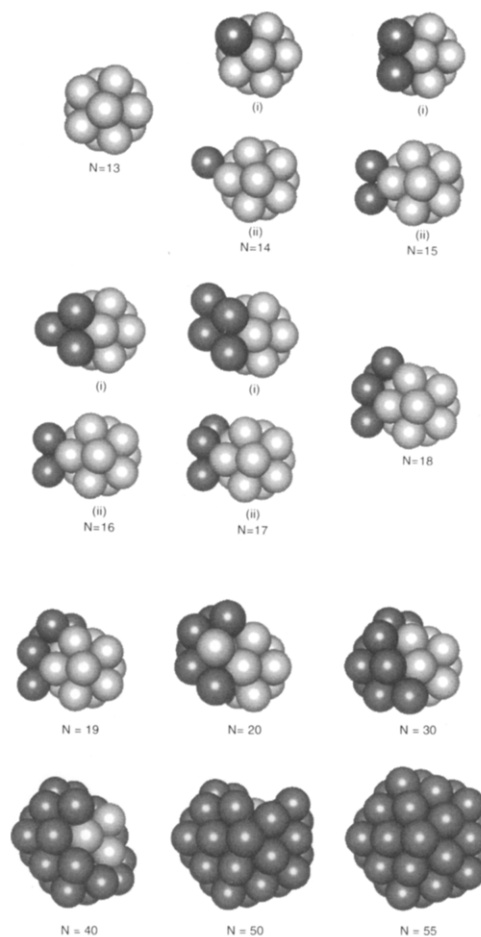 N=13
(i)
(i)
(ii)
N=14
(ii)
N=15
(i)
(i)
(ii)
N=16
(ii)
N=17
N=18
N = 19
N= 20
N = 30
N = 40
N = 50
N = 55